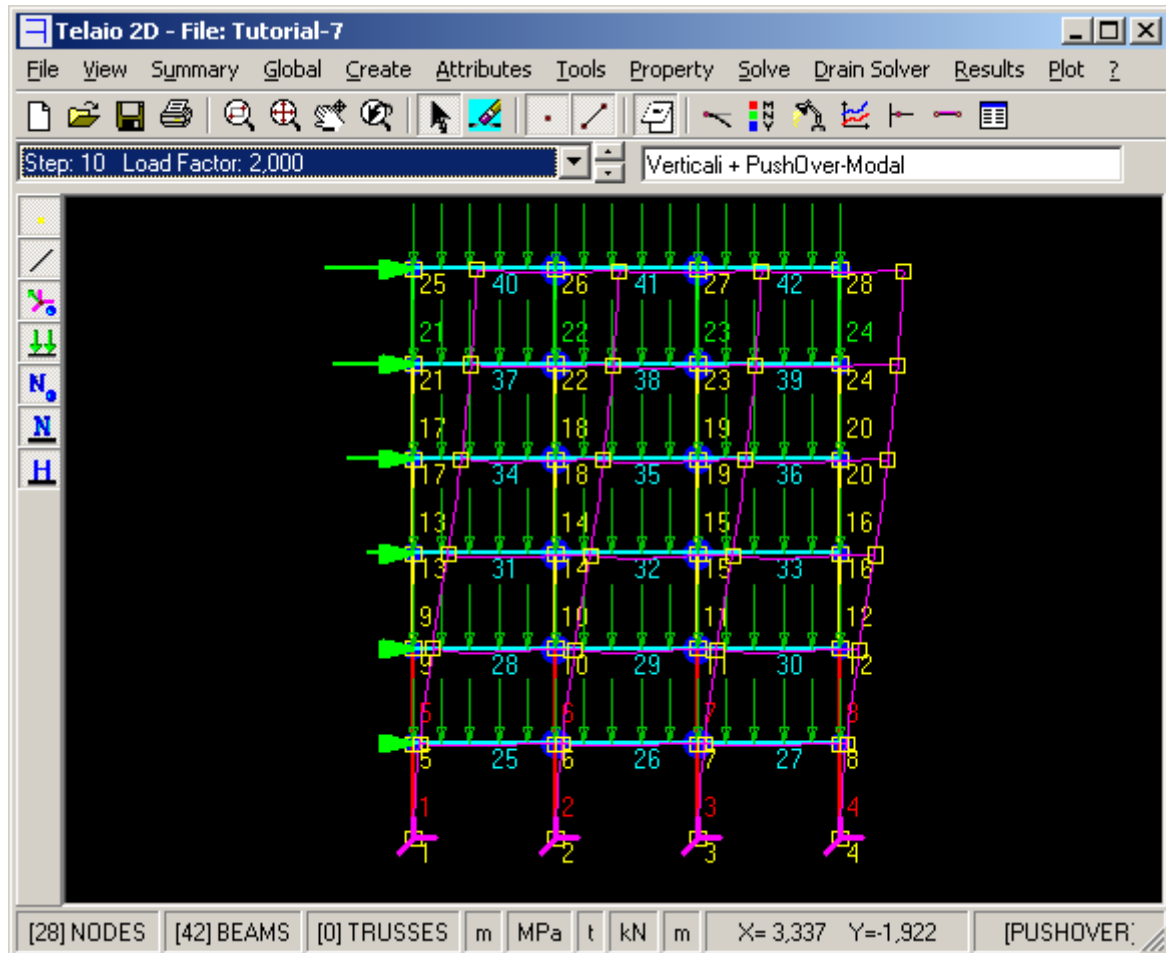 Telaio 2D - File: Tutorial-7
File View Summary Global Create Attributes Tools Property Solve Drain Solver Results Plot ?
M
N
V
Step: 10 Load Factor: 2,000 Verticali + PushOver-Modal
25 40 26 41 27 42 28
21 22 23 24
21 37 22 38 23 39 24
17 18 19 20
17 34 18 35 19 36 20
13 14 15 16
13 31 14 32 15 33 16
9 10 11 12
9 28 10 29 11 30 12
5 6 7 8
5 25 6 26 7 27 8
1 2 3 4
1 2 3 4
N
N
H
[28] NODES [42] BEAMS [0] TRUSSES m MPa t kN m X= 3,337 Y=-1,922 [PUSHOVER]